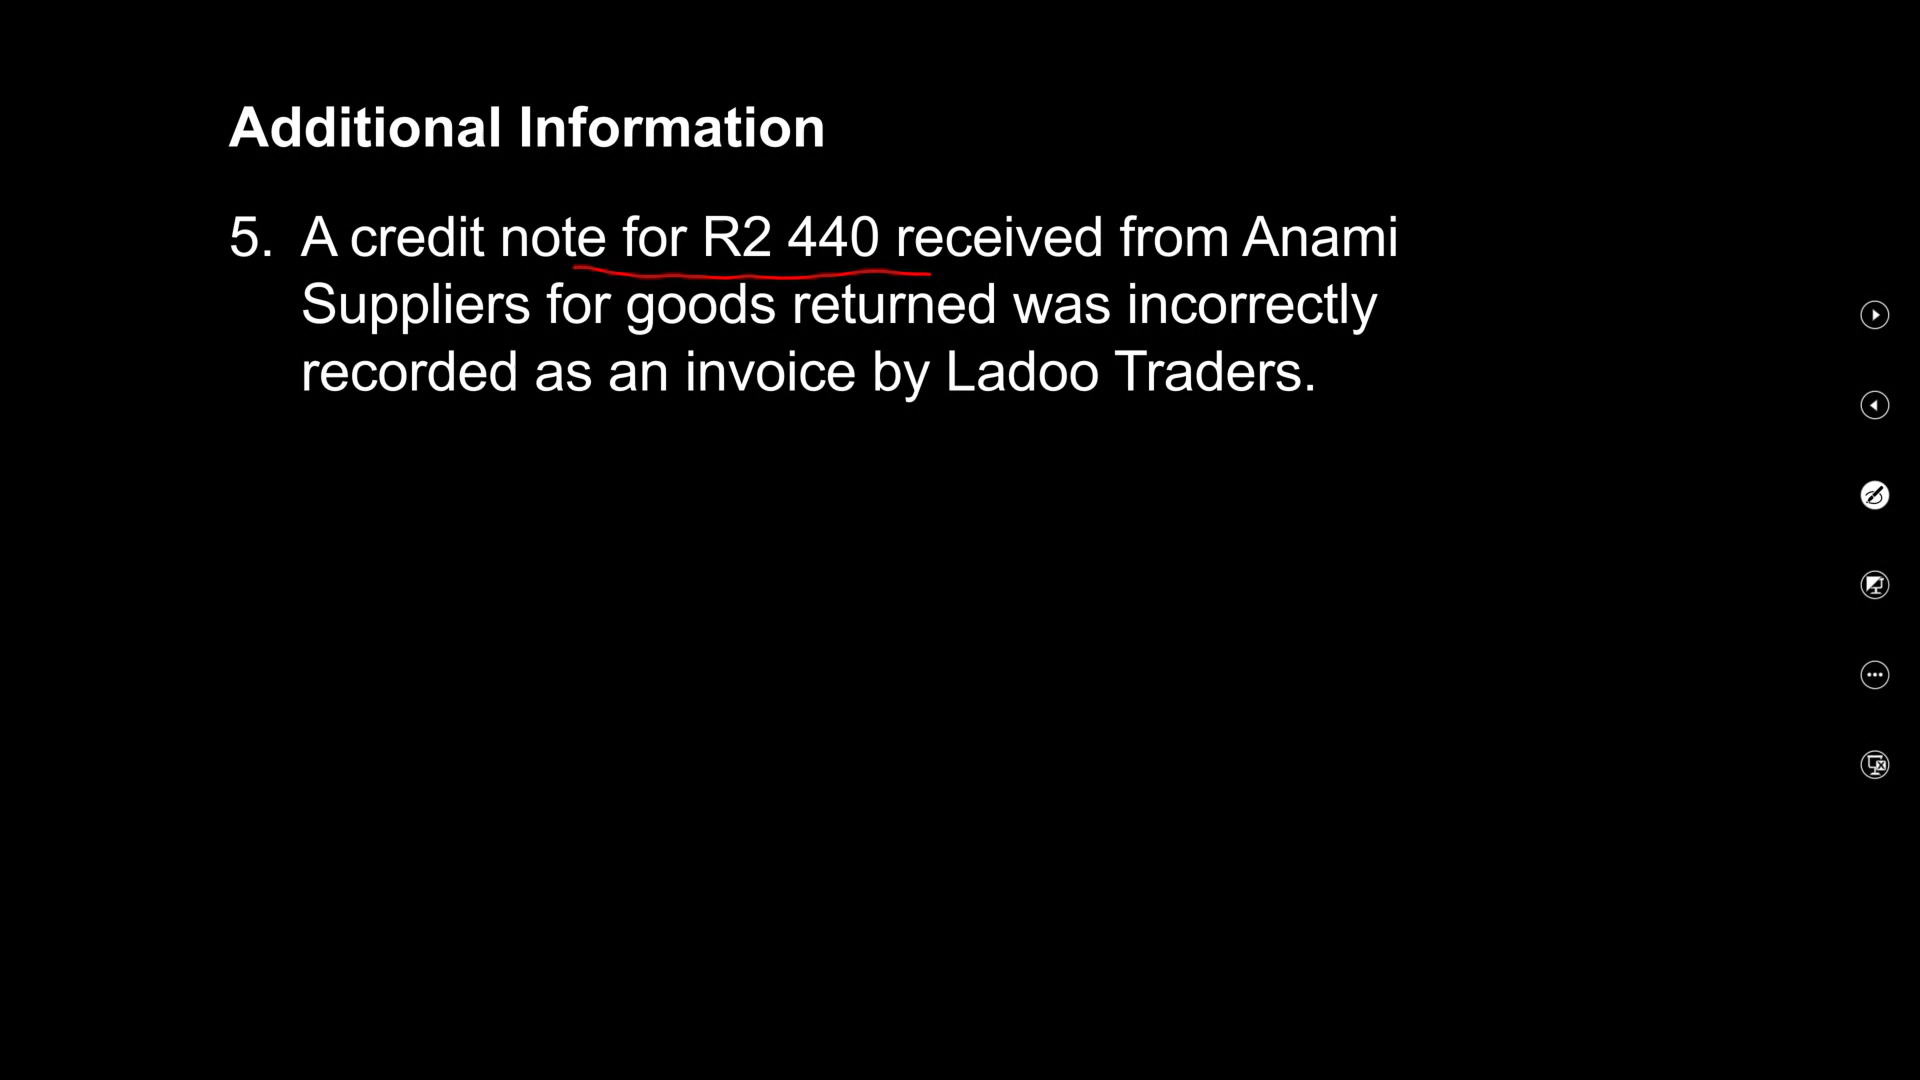 Additional Information
5. A credit note for R2 440 received from Anami
Suppliers for goods returned was incorrectly
recorded as an invoice by Ladoo Traders.